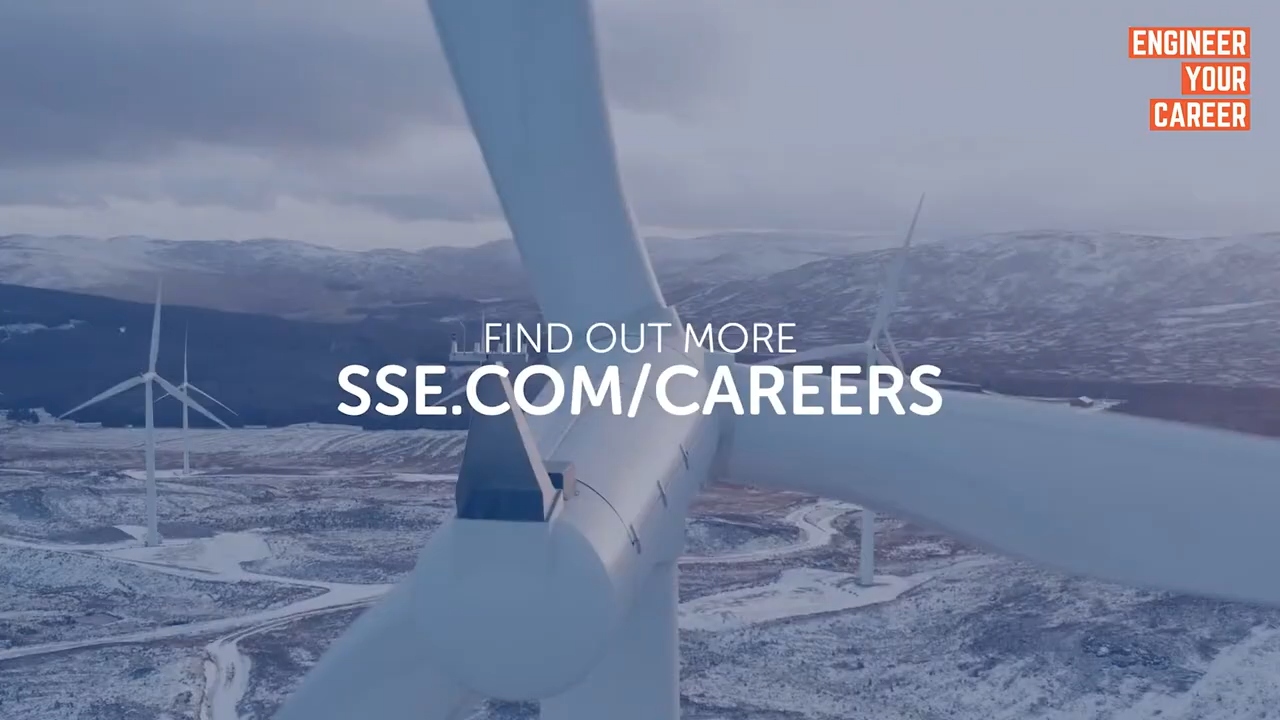 ENGINEER
YOUR
CAREER
FIND OUT MORE
SSE.COM/CAREERS